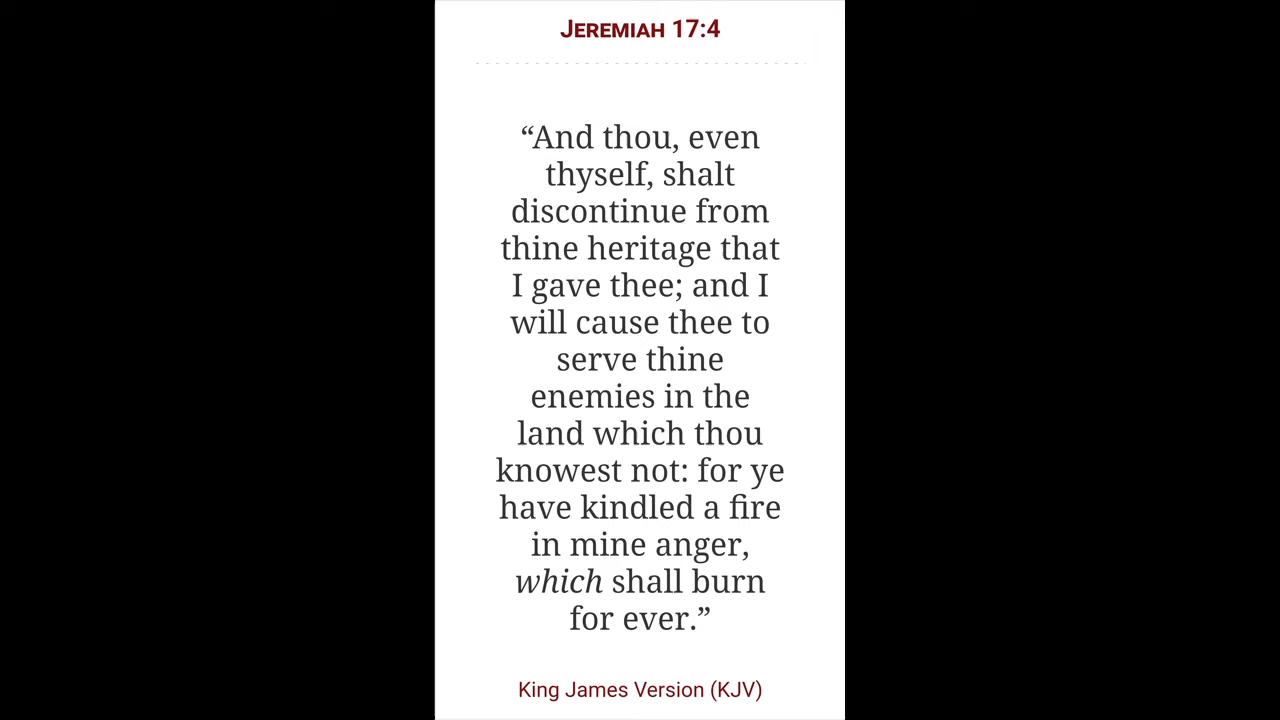 Jeremiah 17:4
“And thou, even
thyself, shalt
discontinue from
thine heritage that
I gave thee; and I
will cause thee to
serve thine
enemies in the
land which thou
knowest not: for ye
have kindled a fire
in mine anger,
which shall burn
for ever.”
King James Version (KJV)